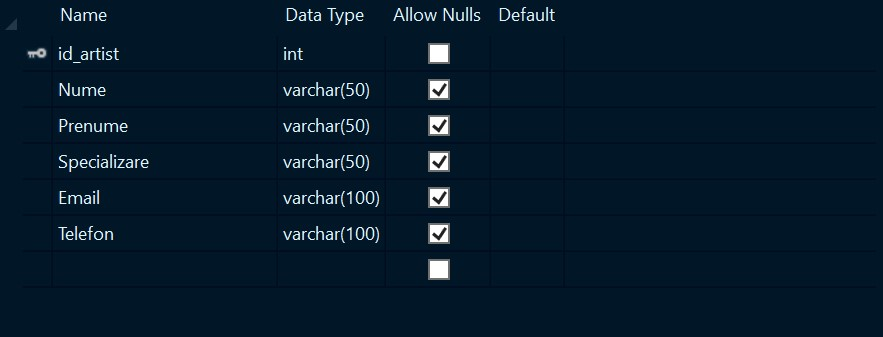 Name Data Type Allow Nulls Default
id_artist int
Nume varchar(50)
Prenume varchar(50)
Specializare varchar(50)
Email varchar(100)
Telefon varchar(100)